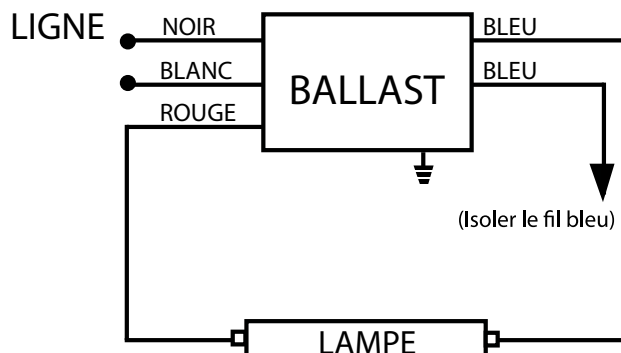 LIGNE
NOIR
BLEU
BLANC
BLEU
BALLAST
ROUGE
(Isoler le fil bleu)
LAMPE